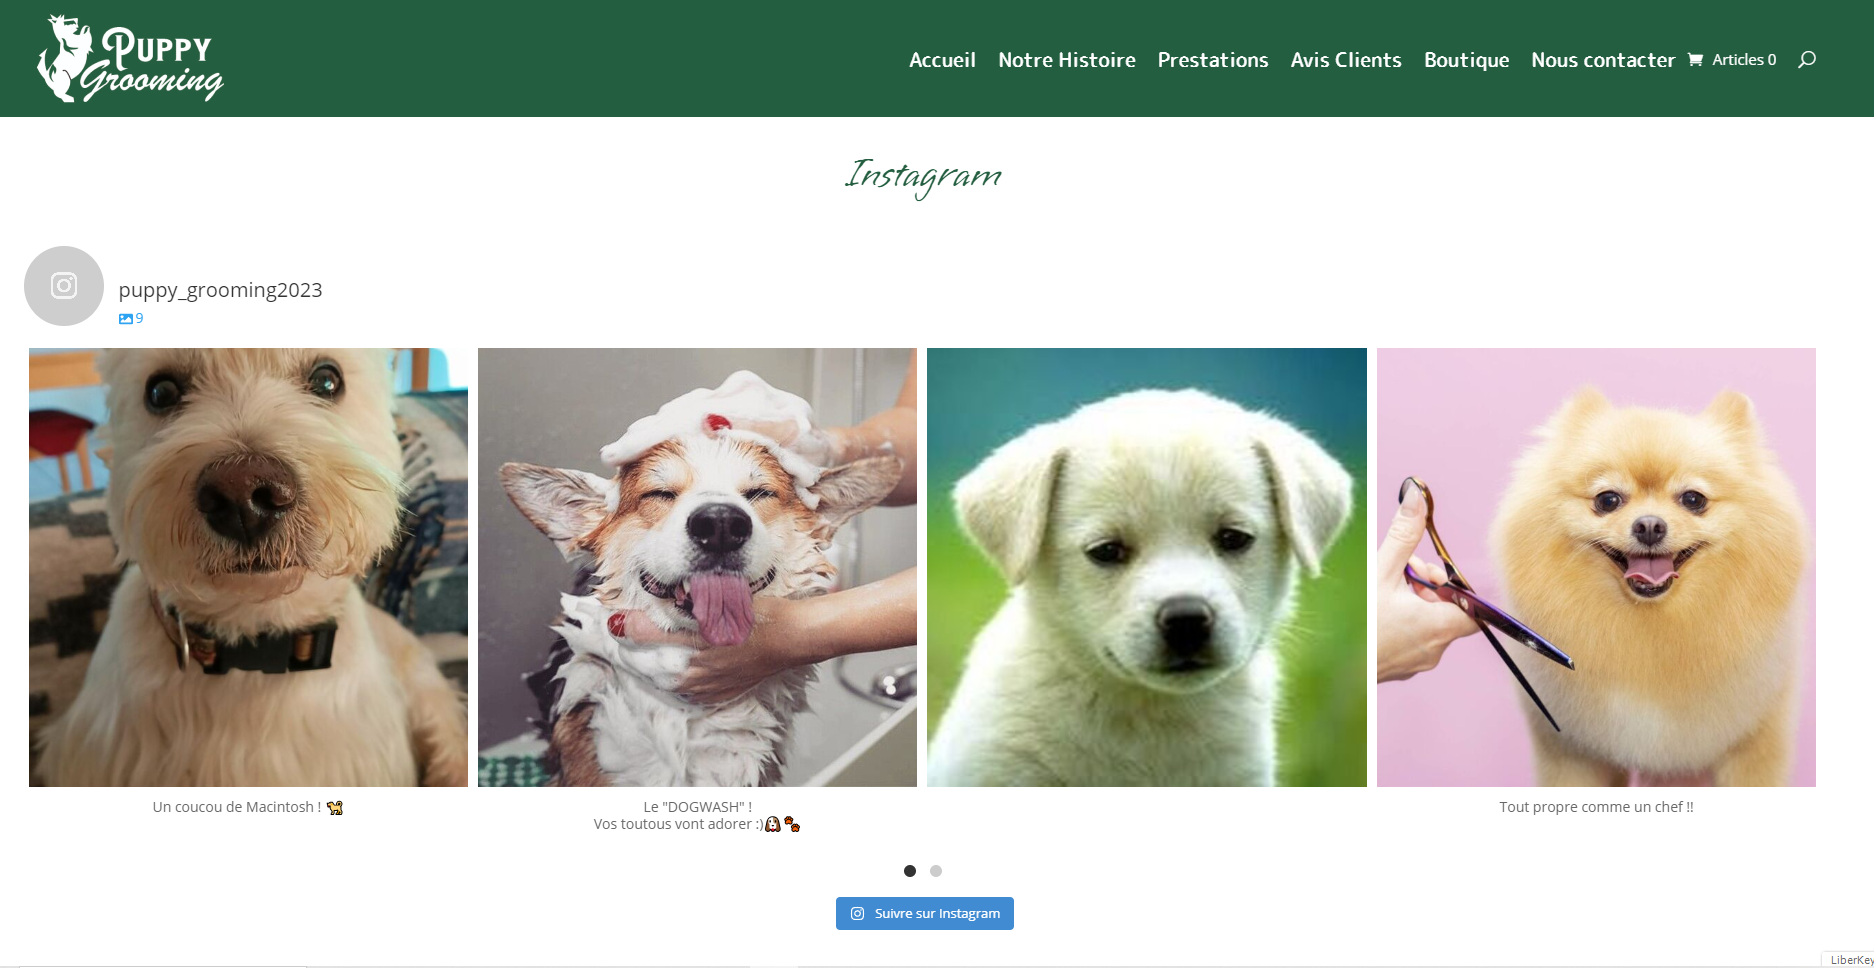 Puppy
Grooming
Accueil Notre Histoire Prestations Avis Clients Boutique Nous contacter Articles 0
Instagram
puppy_grooming2023
9
Un coucou de Macintosh ! 🐕
Le "DOGWASH" !
Vos toutous vont adorer :)🐶🐾
Tout propre comme un chef !!
Suivre sur Instagram
LiberKey